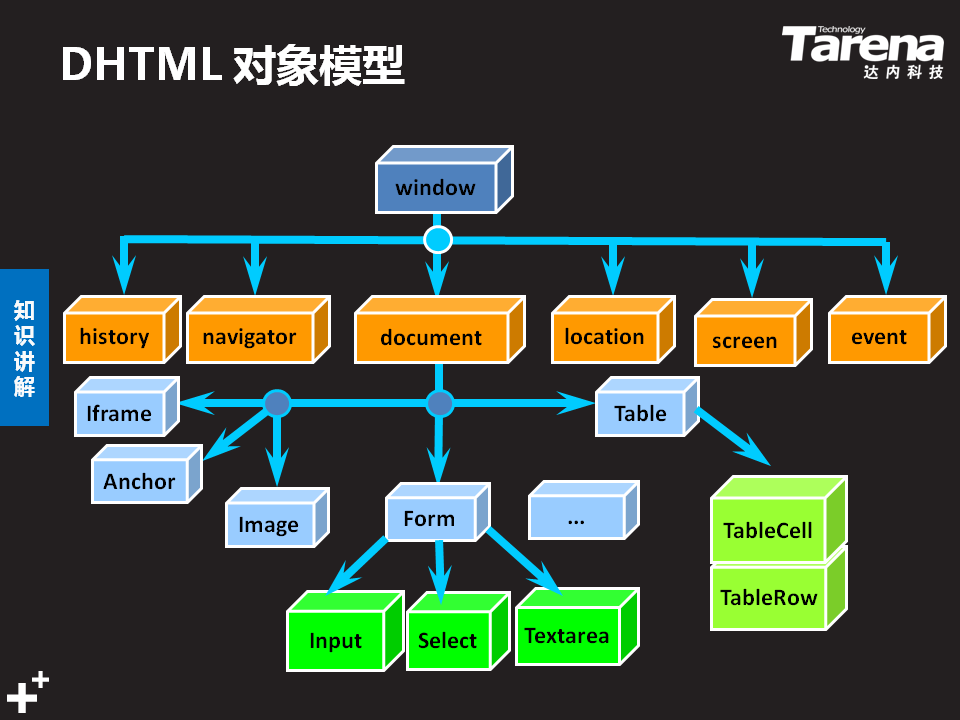 DHTML 对象模型
Technology
Tarena
达内科技
window
history
navigator
document
location
screen
event
知识讲解
Iframe
Table
Anchor
Image
Form
...
TableCell
TableRow
Input
Select
Textarea